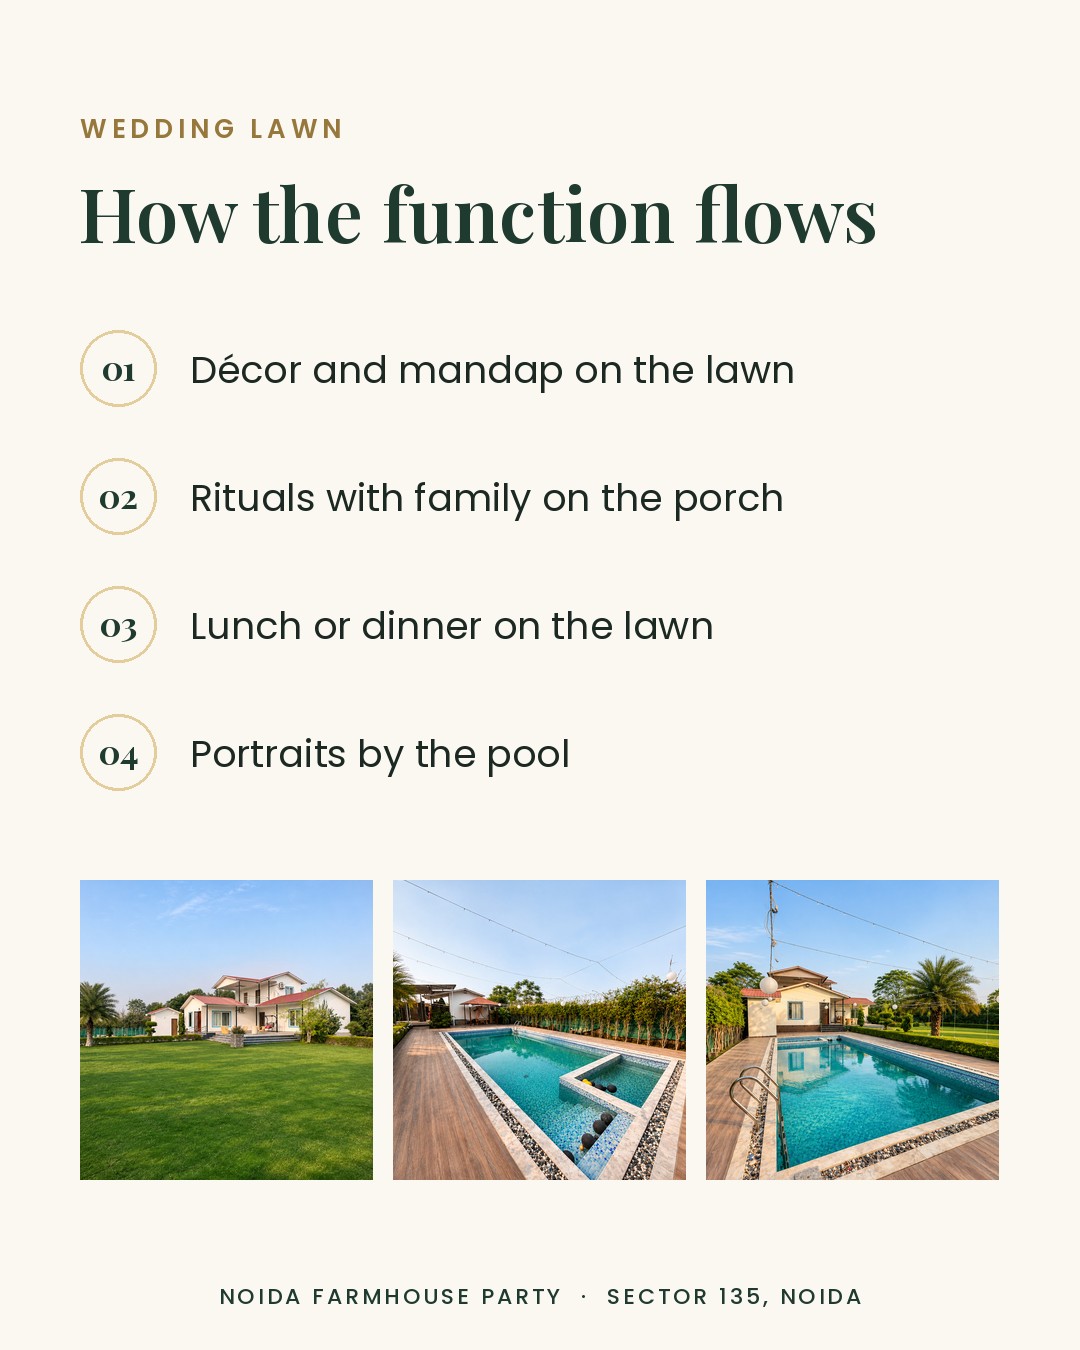 WEDDING LAWN
How the function flows
01 Décor and mandap on the lawn
02 Rituals with family on the porch
03 Lunch or dinner on the lawn
04 Portraits by the pool
NOIDA FARMHOUSE PARTY · SECTOR 135, NOIDA